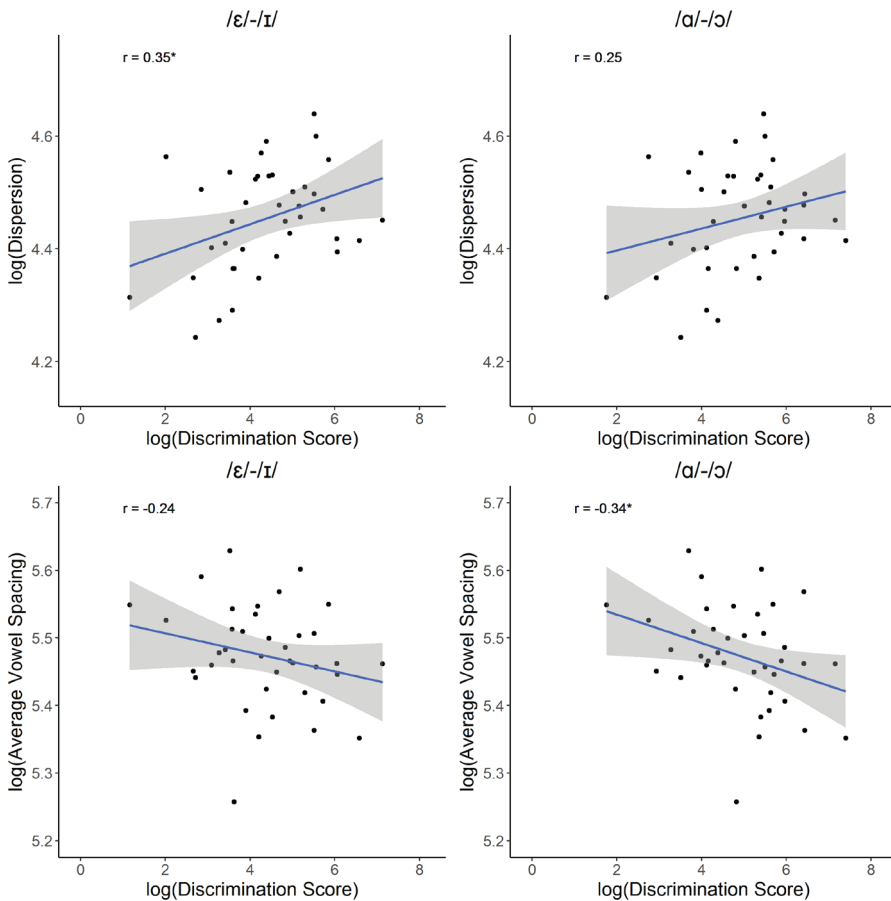 /ɛ/-/ɪ/
r = 0.35*
log(Dispersion)
4.6
4.4
4.2
0 2 4 6 8
log(Discrimination Score)
/ɑ/-/ɔ/
r = 0.25
log(Dispersion)
4.6
4.4
4.2
0 2 4 6 8
log(Discrimination Score)
/ɛ/-/ɪ/
r = -0.24
log(Average Vowel Spacing)
5.7
5.6
5.5
5.4
5.3
5.2
0 2 4 6 8
log(Discrimination Score)
/ɑ/-/ɔ/
r = -0.34*
log(Average Vowel Spacing)
5.7
5.6
5.5
5.4
5.3
5.2
0 2 4 6 8
log(Discrimination Score)